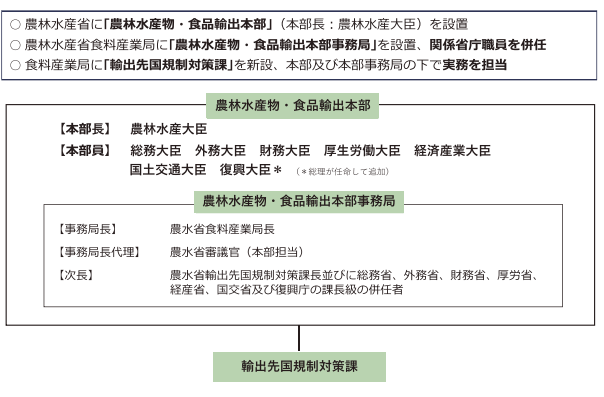 ○ 農林水産省に「農林水産物・食品輸出本部」（本部長：農林水産大臣）を設置
○ 農林水産省食料産業局に「農林水産物・食品輸出本部事務局」を設置、関係省庁職員を併任
○ 食料産業局に「輸出先国規制対策課」を新設、本部及び本部事務局の下で実務を担当
農林水産物・食品輸出本部
【本部長】 農林水産大臣
【本部員】 総務大臣 外務大臣 財務大臣 厚生労働大臣 経済産業大臣
国土交通大臣 復興大臣＊ （＊総理が任命して追加）
農林水産物・食品輸出本部事務局
【事務局長】 農水省食料産業局長
【事務局長代理】 農水省審議官（本部担当）
【次長】 農水省輸出先国規制対策課長並びに総務省、外務省、財務省、厚労省、
経産省、国交省及び復興庁の課長級の併任者
輸出先国規制対策課